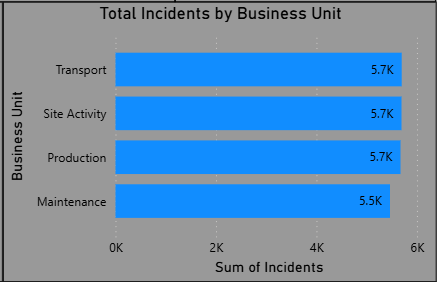 Total Incidents by Business Unit
Business Unit
Transport 5.7K
Site Activity 5.7K
Production 5.7K
Maintenance 5.5K
0K 2K 4K 6K
Sum of Incidents